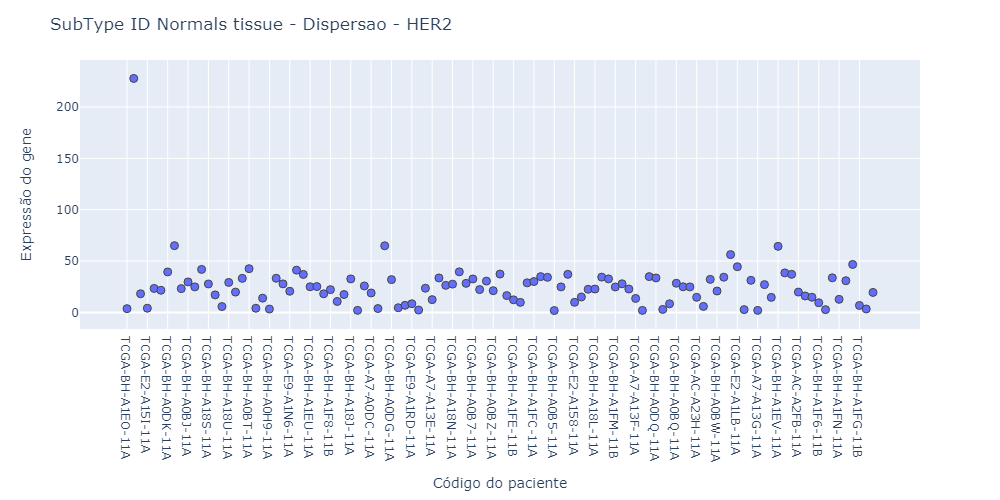 SubType ID Normals tissue - Dispersao - HER2
Expressão do gene
200
150
100
50
0
TCGA-BH-A1EO-11A
TCGA-E2-A15I-11A
TCGA-BH-A0DK-11A
TCGA-BH-A0BJ-11A
TCGA-BH-A18S-11A
TCGA-BH-A18U-11A
TCGA-BH-A0BT-11A
TCGA-BH-A0H9-11A
TCGA-E9-A1N6-11A
TCGA-BH-A1EU-11A
TCGA-BH-A1F8-11B
TCGA-BH-A18J-11A
TCGA-A7-A0DC-11A
TCGA-BH-A0DG-11A
TCGA-E9-A1RD-11A
TCGA-A7-A13E-11A
TCGA-BH-A18N-11A
TCGA-BH-A0B7-11A
TCGA-BH-A0BZ-11A
TCGA-BH-A1FE-11B
TCGA-BH-A1FC-11A
TCGA-BH-A0B5-11A
TCGA-E2-A158-11A
TCGA-BH-A18L-11A
TCGA-BH-A1FM-11B
TCGA-A7-A13F-11A
TCGA-BH-A0DQ-11A
TCGA-BH-A0BQ-11A
TCGA-AC-A23H-11A
TCGA-BH-A0BW-11A
TCGA-E2-A1LB-11A
TCGA-A7-A13G-11A
TCGA-BH-A1EV-11A
TCGA-AC-A2FB-11A
TCGA-BH-A1F6-11B
TCGA-BH-A1FN-11A
TCGA-BH-A1FG-11B
Código do paciente